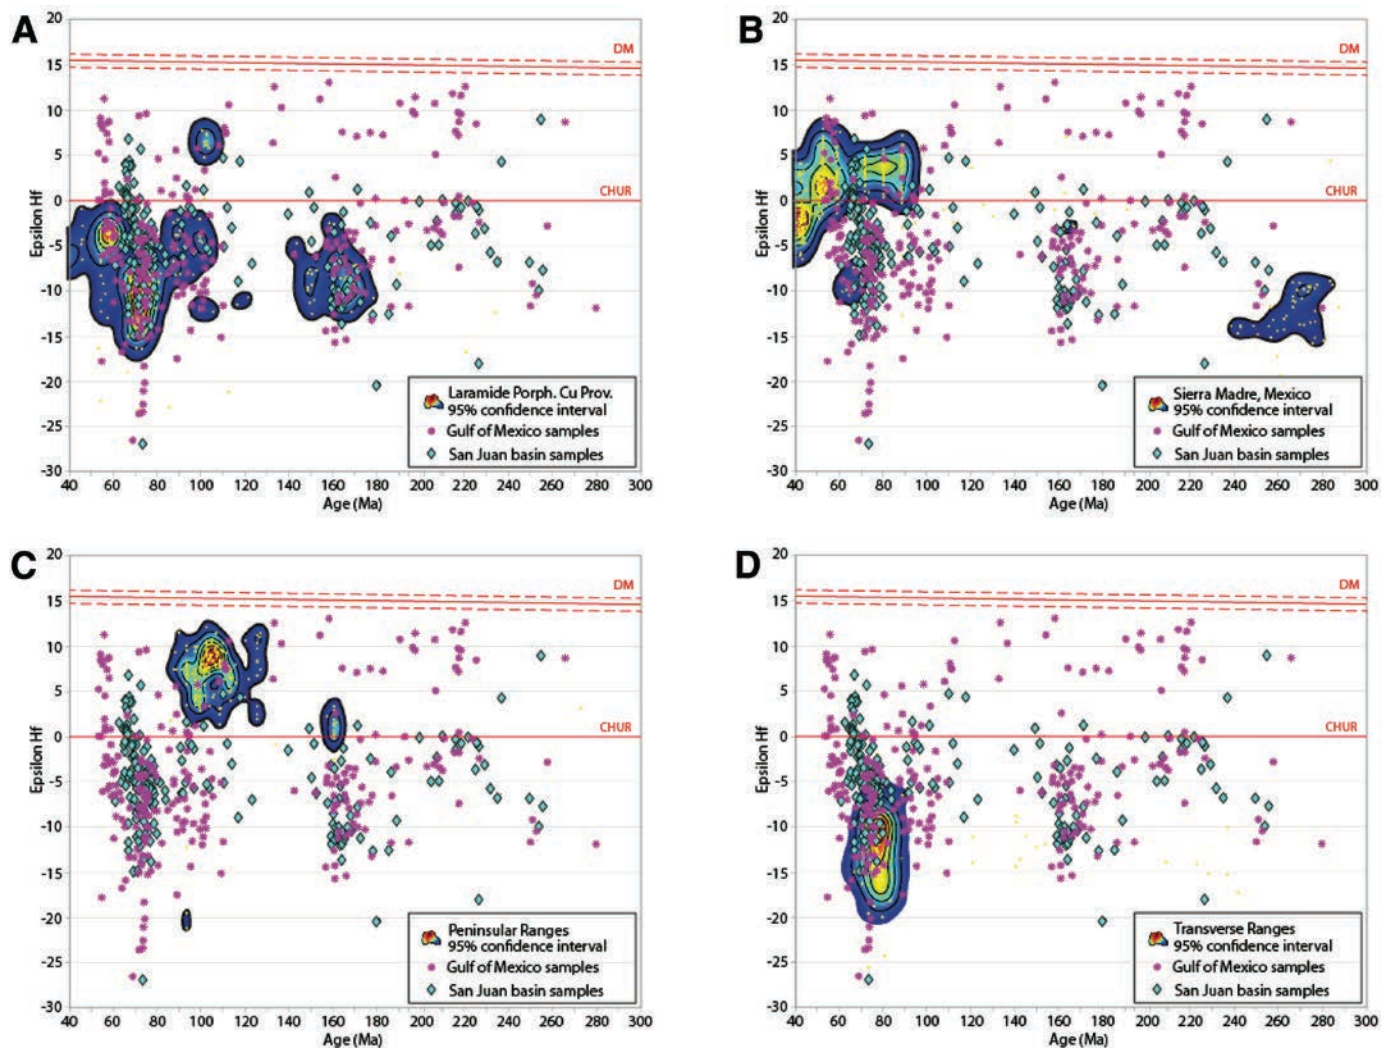 A
20
15
10
5
0
-5
-10
-15
-20
-25
-30
Epsilon Hf
DM
CHUR
Laramide Porph. Cu Prov.
95% confidence interval
Gulf of Mexico samples
San Juan basin samples
40 60 80 100 120 140 160 180 200 220 240 260 280 300
Age (Ma)
B
20
15
10
5
0
-5
-10
-15
-20
-25
-30
Epsilon Hf
DM
CHUR
Sierra Madre, Mexico
95% confidence interval
Gulf of Mexico samples
San Juan basin samples
40 60 80 100 120 140 160 180 200 220 240 260 280 300
Age (Ma)
C
20
15
10
5
0
-5
-10
-15
-20
-25
-30
Epsilon Hf
DM
CHUR
Peninsular Ranges
95% confidence interval
Gulf of Mexico samples
San Juan basin samples
40 60 80 100 120 140 160 180 200 220 240 260 280 300
Age (Ma)
D
20
15
10
5
0
-5
-10
-15
-20
-25
-30
Epsilon Hf
DM
CHUR
Transverse Ranges
95% confidence interval
Gulf of Mexico samples
San Juan basin samples
40 60 80 100 120 140 160 180 200 220 240 260 280 300
Age (Ma)